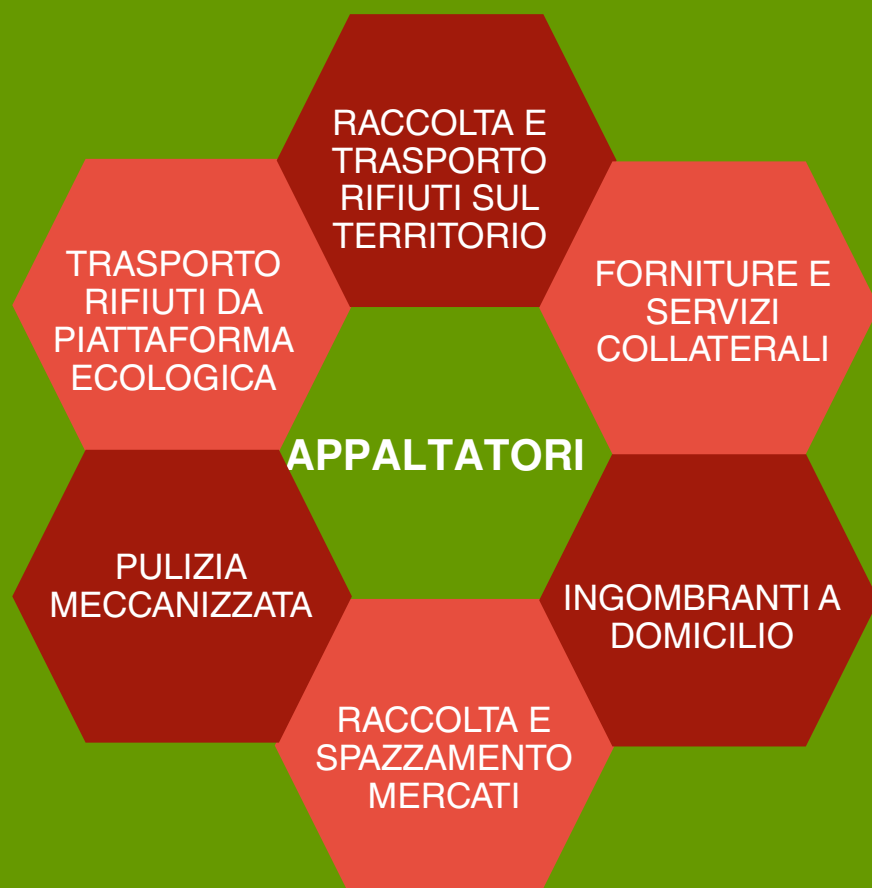 RACCOLTA E
TRASPORTO
RIFIUTI SUL
TERRITORIO
FORNITURE E
SERVIZI
COLLATERALI
INGOMBRANTI A
DOMICILIO
RACCOLTA E
SPAZZAMENTO
MERCATI
PULIZIA
MECCANIZZATA
TRASPORTO
RIFIUTI DA
PIATTAFORMA
ECOLOGICA
APPALTATORI